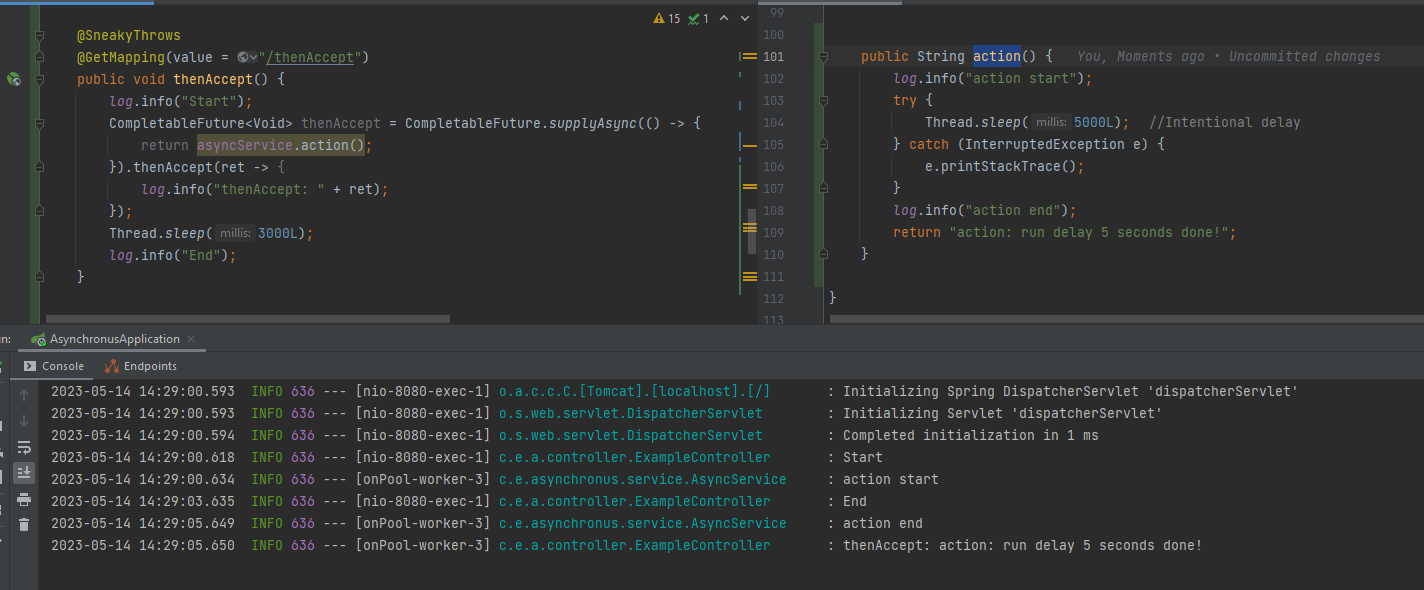 15 1
@SneakyThrows
@GetMapping(value = "/thenAccept")
public void thenAccept() {
log.info("Start");
CompletableFuture<Void> thenAccept = CompletableFuture.supplyAsync(() -> {
return asyncService.action();
}).thenAccept(ret -> {
log.info("thenAccept: " + ret);
});
Thread.sleep( millis: 3000L);
log.info("End");
}
99
100
101 public String action() { You, Moments ago • Uncommitted changes
102 log.info("action start");
103 try {
104 Thread.sleep( millis: 5000L); //Intentional delay
105 } catch (InterruptedException e) {
106 e.printStackTrace();
107 }
108 log.info("action end");
109 return "action: run delay 5 seconds done!";
110 }
111
112 }
113
n: AsynchronusApplication
Console Endpoints
2023-05-14 14:29:00.593 INFO 636 --- [nio-8080-exec-1] o.a.c.c.C.[Tomcat].[localhost].[/] : Initializing Spring DispatcherServlet 'dispatcherServlet'
2023-05-14 14:29:00.593 INFO 636 --- [nio-8080-exec-1] o.s.web.servlet.DispatcherServlet : Initializing Servlet 'dispatcherServlet'
2023-05-14 14:29:00.594 INFO 636 --- [nio-8080-exec-1] o.s.web.servlet.DispatcherServlet : Completed initialization in 1 ms
2023-05-14 14:29:00.618 INFO 636 --- [nio-8080-exec-1] c.e.a.controller.ExampleController : Start
2023-05-14 14:29:00.634 INFO 636 --- [onPool-worker-3] c.e.asynchronus.service.AsyncService : action start
2023-05-14 14:29:03.635 INFO 636 --- [nio-8080-exec-1] c.e.a.controller.ExampleController : End
2023-05-14 14:29:05.649 INFO 636 --- [onPool-worker-3] c.e.asynchronus.service.AsyncService : action end
2023-05-14 14:29:05.650 INFO 636 --- [onPool-worker-3] c.e.a.controller.ExampleController : thenAccept: action: run delay 5 seconds done!